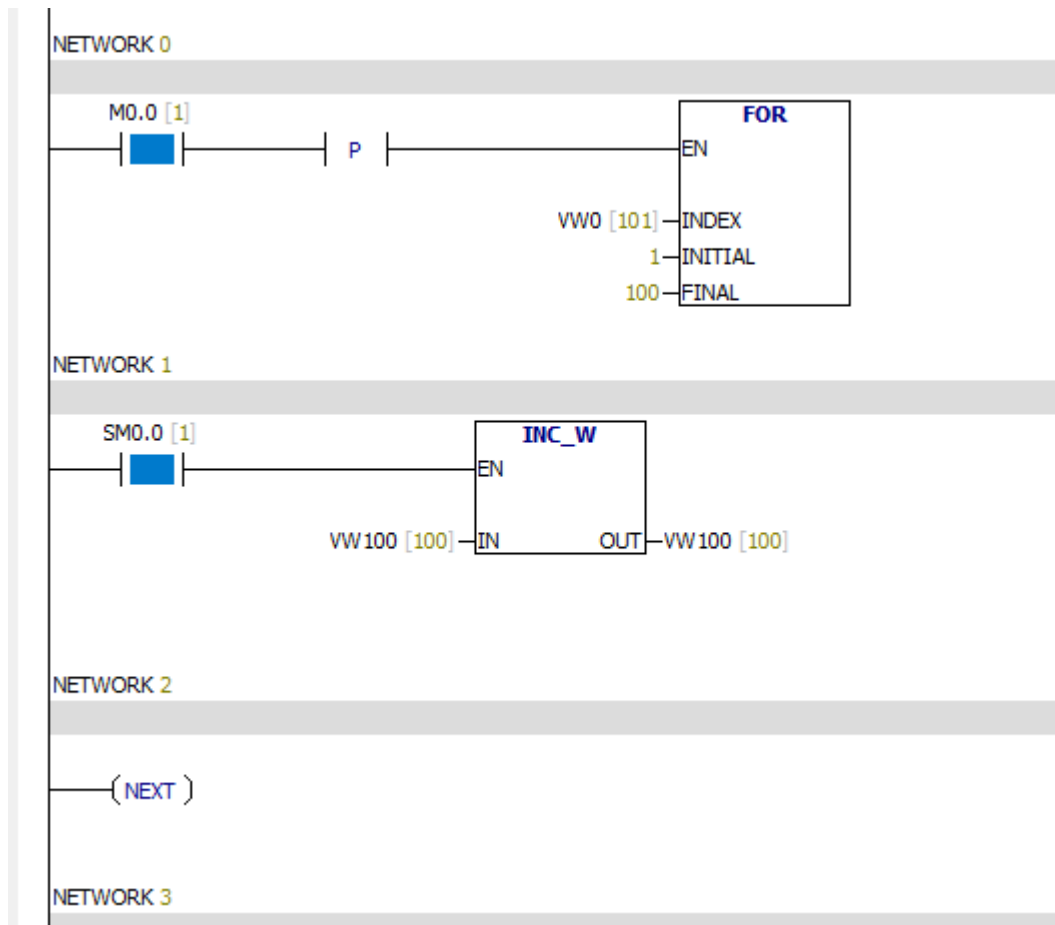 NETWORK 0
M0.0 [1]
FOR
P
EN
VW0 [101] INDEX
1 INITIAL
100 FINAL
NETWORK 1
SM0.0 [1]
INC_W
EN
VW100 [100] IN OUT VW100 [100]
NETWORK 2
NEXT
NETWORK 3